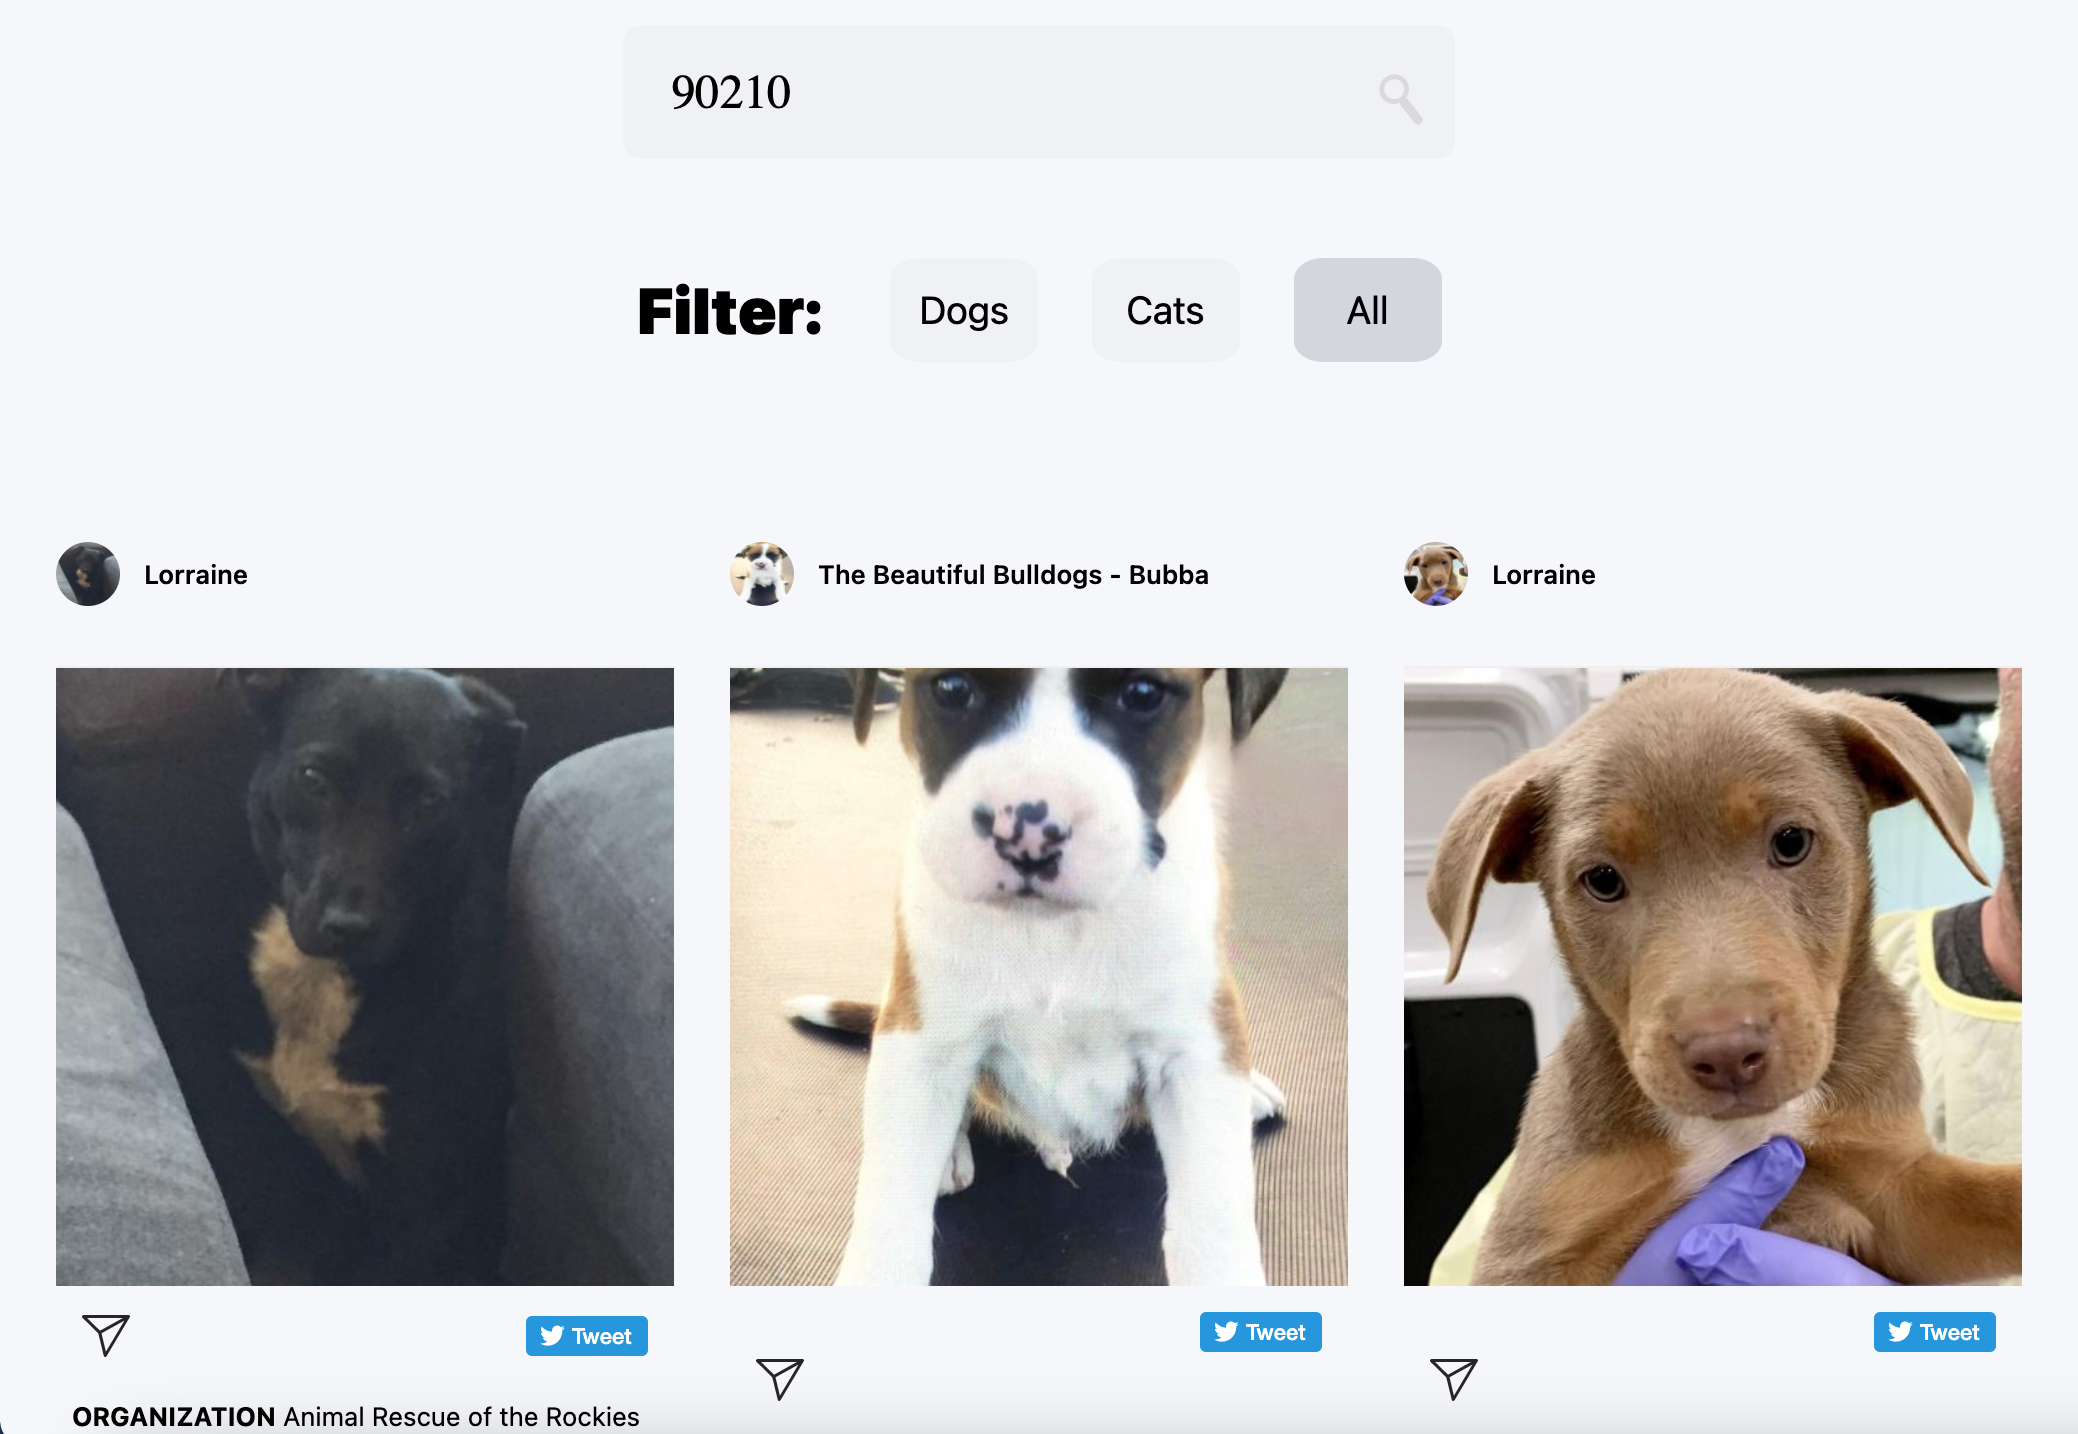 90210
Filter: Dogs Cats All
Lorraine
The Beautiful Bulldogs - Bubba
Lorraine
Tweet
Tweet
Tweet
ORGANIZATION Animal Rescue of the Rockies